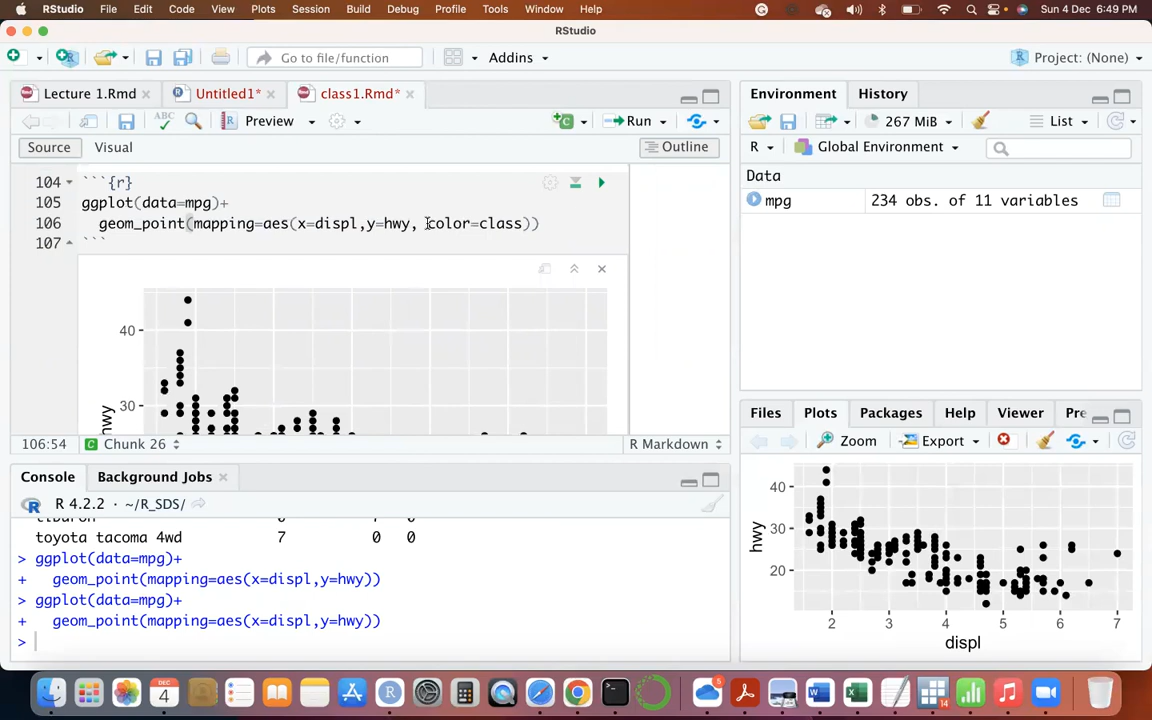 RStudio File Edit Code View Plots Session Build Debug Profile Tools Window Help Sun 4 Dec 6:49 PM
RStudio
Go to file/function Addins Project: (None)
Lecture 1.Rmd Untitled1* class1.Rmd*
ABC Preview Run
Source Visual Outline
104 ```{r}
105 ggplot(data=mpg)+
106 geom_point(mapping=aes(x=displ,y=hwy, color=class))
107 ```
40
30
hwy
106:54 Chunk 26 R Markdown
Console Background Jobs
R 4.2.2 · ~/R_SDS/
toyota tacoma 4wd 7 0 0
> ggplot(data=mpg)+
+ geom_point(mapping=aes(x=displ,y=hwy))
> ggplot(data=mpg)+
+ geom_point(mapping=aes(x=displ,y=hwy))
>
Environment History
267 MiB List
R Global Environment
Data
mpg 234 obs. of 11 variables
Files Plots Packages Help Viewer Pre
Zoom Export
40
30
20
hwy
2 3 4 5 6 7
displ
DEC
4
5
14